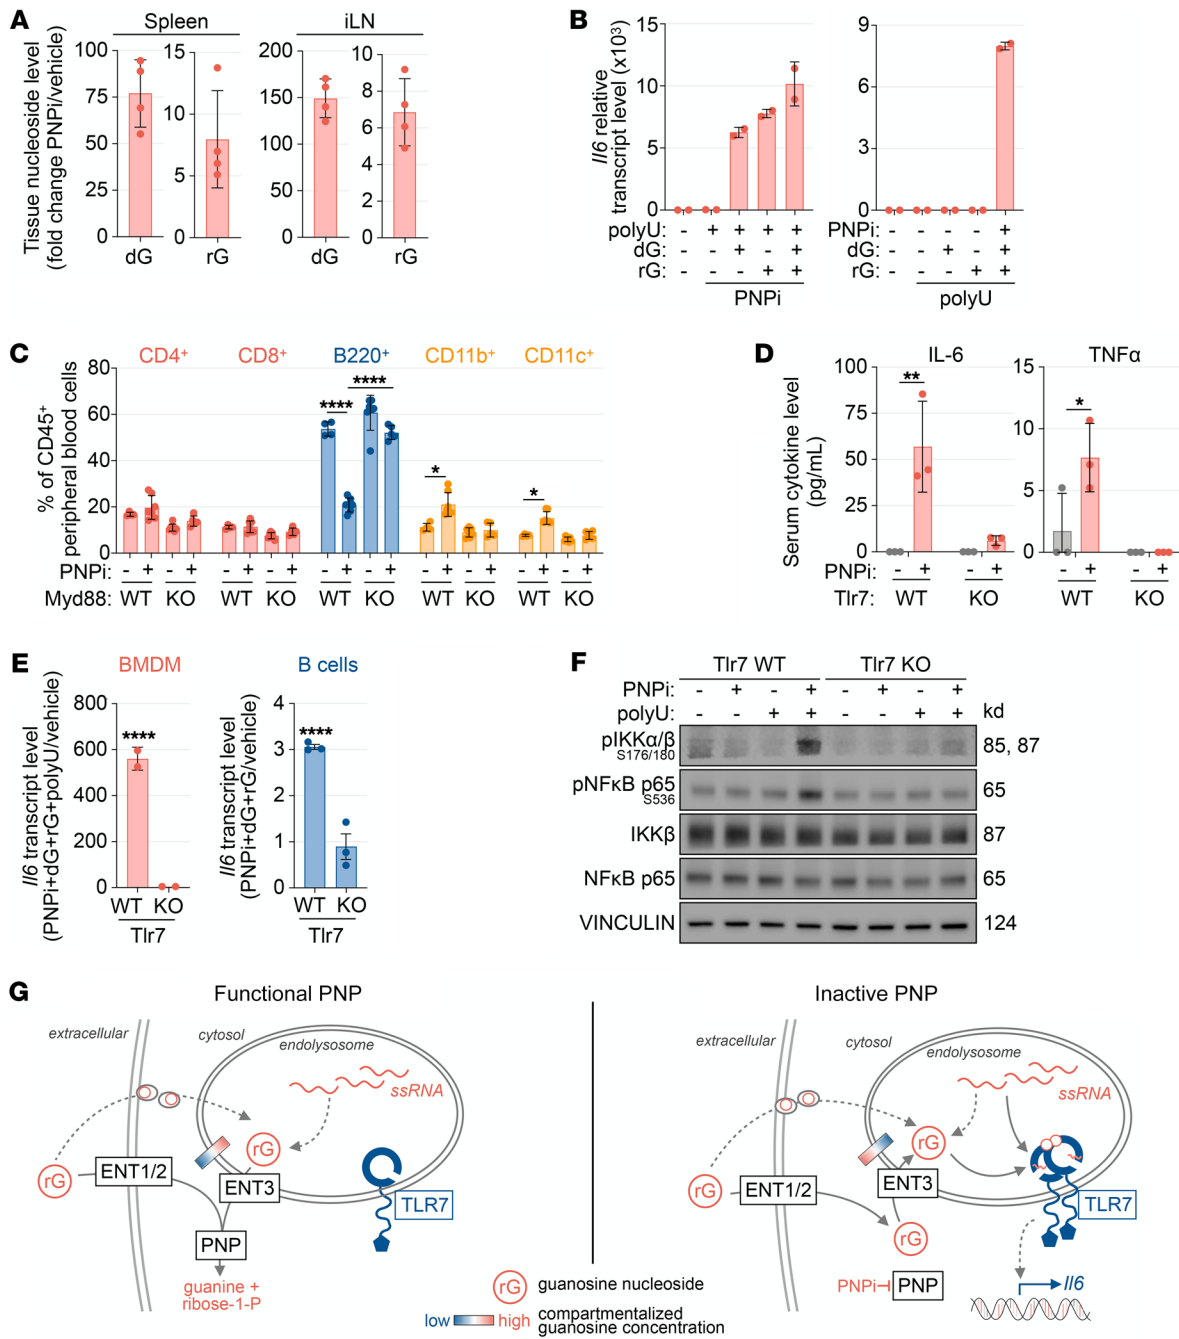 A
Spleen
iLN
Tissue nucleoside level
(fold change PNPi/vehicle)
100
75
50
25
0
dG
15
10
5
0
rG
200
150
100
50
0
dG
10
8
6
4
2
0
rG
B
Il6 relative
transcript level (x10³)
15
10
5
0
polyU: - + + + +
dG: - - + - +
rG: - - - + +
PNPi
9
6
3
0
PNPi: - - - - +
dG: - - + - +
rG: - - - + +
polyU
C
CD4⁺ CD8⁺ B220⁺ CD11b⁺ CD11c⁺
% of CD45⁺
peripheral blood cells
80
60
40
20
0
**** ****
*
*
PNPi: - + - + - + - + - + - + - + - + - + - +
Myd88: WT KO WT KO WT KO WT KO WT KO
D
IL-6
TNFα
Serum cytokine level
(pg/mL)
100
75
50
25
0
**
15
10
5
0
*
PNPi: - + - + - + - +
Tlr7: WT KO WT KO
E
BMDM
B cells
Il6 transcript level
(PNPi+dG+rG+polyU/vehicle)
800
600
400
200
0
****
WT KO
Tlr7
Il6 transcript level
(PNPi+dG+rG/vehicle)
4
3
2
1
0
****
WT KO
Tlr7
F
Tlr7 WT Tlr7 KO
PNPi: - + - + - + - +
polyU: - - + + - - + + kd
pIKKα/β
S176/180
85, 87
pNFκB p65
S536
65
IKKβ 87
NFκB p65 65
VINCULIN 124
G
Functional PNP
extracellular
cytosol
endolysosome
ssRNA
rG
rG
ENT1/2
ENT3
TLR7
PNP
guanine +
ribose-1-P
Inactive PNP
extracellular
cytosol
endolysosome
ssRNA
rG
rG
ENT1/2
ENT3
TLR7
rG
PNPi
PNP
Il6
rG guanosine nucleoside
low high compartmentalized
guanosine concentration